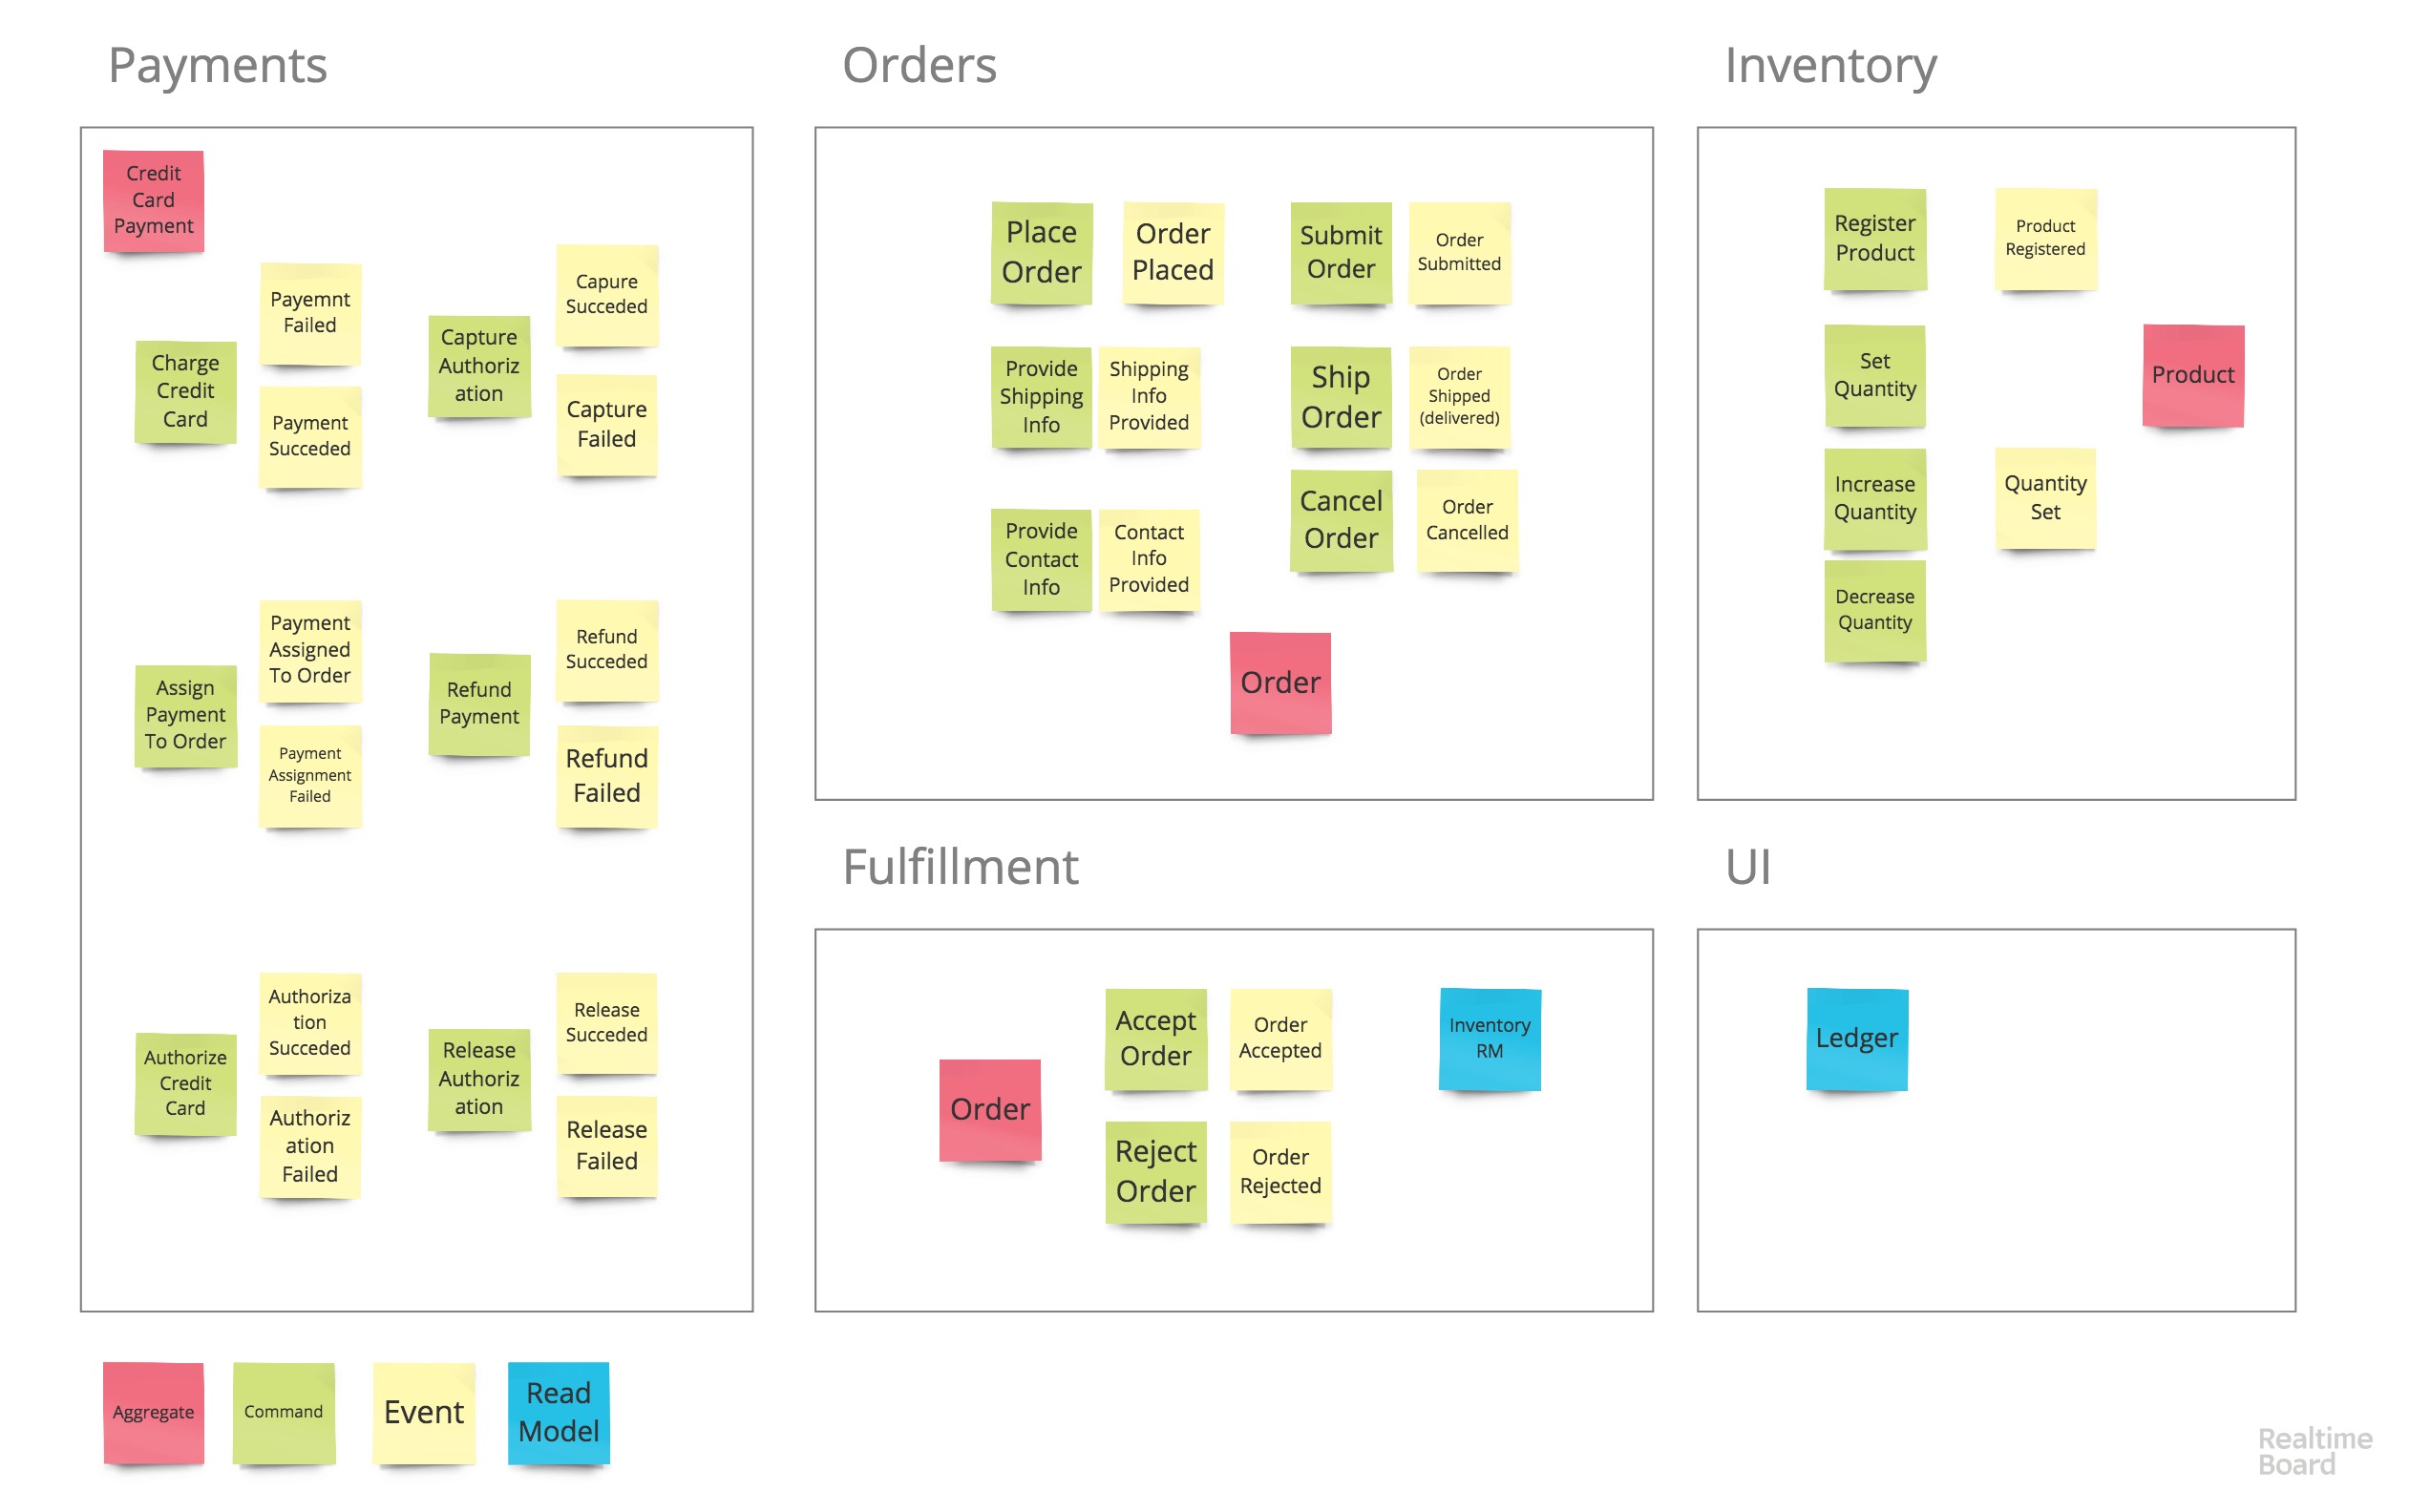 Payments
Credit
Card
Payment
Payemnt
Failed
Charge
Credit
Card
Payment
Succeded
Capure
Succeded
Capture
Authoriz
ation
Capture
Failed
Payment
Assigned
To Order
Assign
Payment
To Order
Payment
Assignment
Failed
Refund
Succeded
Refund
Payment
Refund
Failed
Authoriza
tion
Succeded
Authorize
Credit
Card
Authoriz
ation
Failed
Release
Succeded
Release
Authoriz
ation
Release
Failed
Orders
Place
Order
Order
Placed
Submit
Order
Order
Submitted
Provide
Shipping
Info
Shipping
Info
Provided
Ship
Order
Order
Shipped
(delivered)
Provide
Contact
Info
Contact
Info
Provided
Cancel
Order
Order
Cancelled
Order
Inventory
Register
Product
Product
Registered
Set
Quantity
Product
Increase
Quantity
Quantity
Set
Decrease
Quantity
Fulfillment
Order
Accept
Order
Order
Accepted
Inventory
RM
Reject
Order
Order
Rejected
UI
Ledger
Aggregate
Command
Event
Read
Model
Realtime
Board